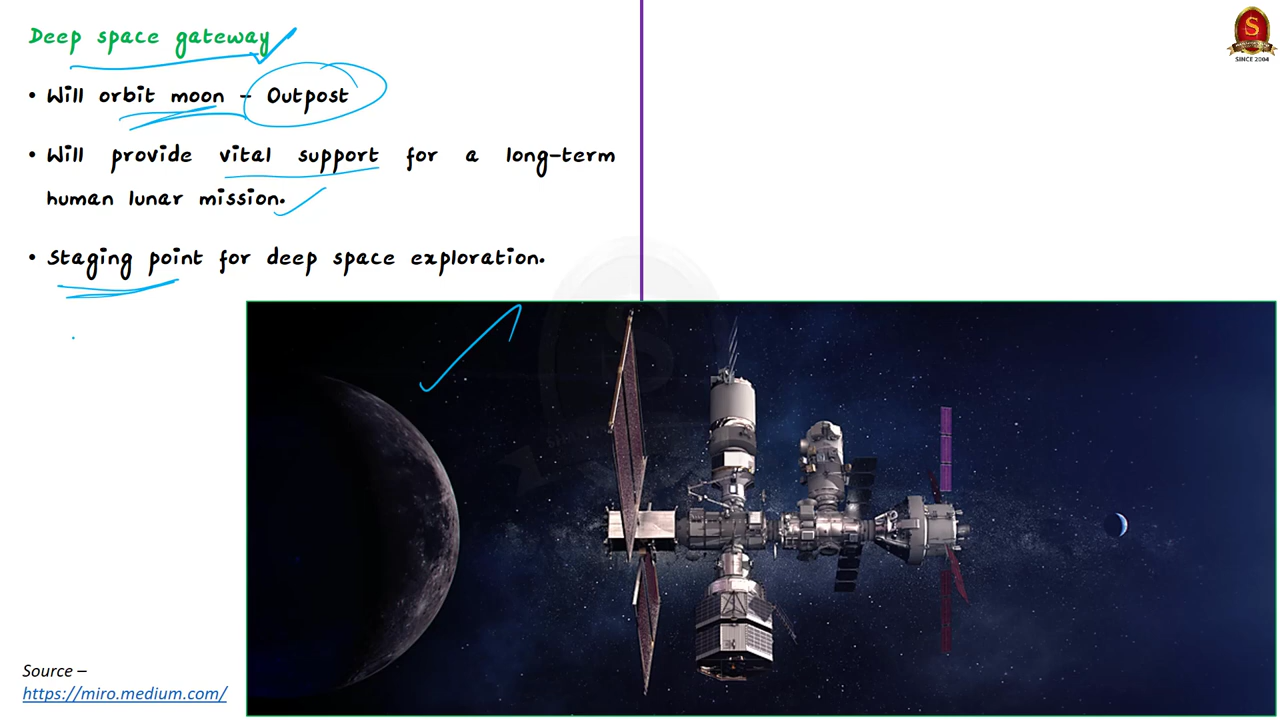 Deep space gateway
• Will orbit moon – Outpost
• Will provide vital support for a long-term
human lunar mission.
• Staging point for deep space exploration.
S
SINCE 2004
Source –
https://miro.medium.com/